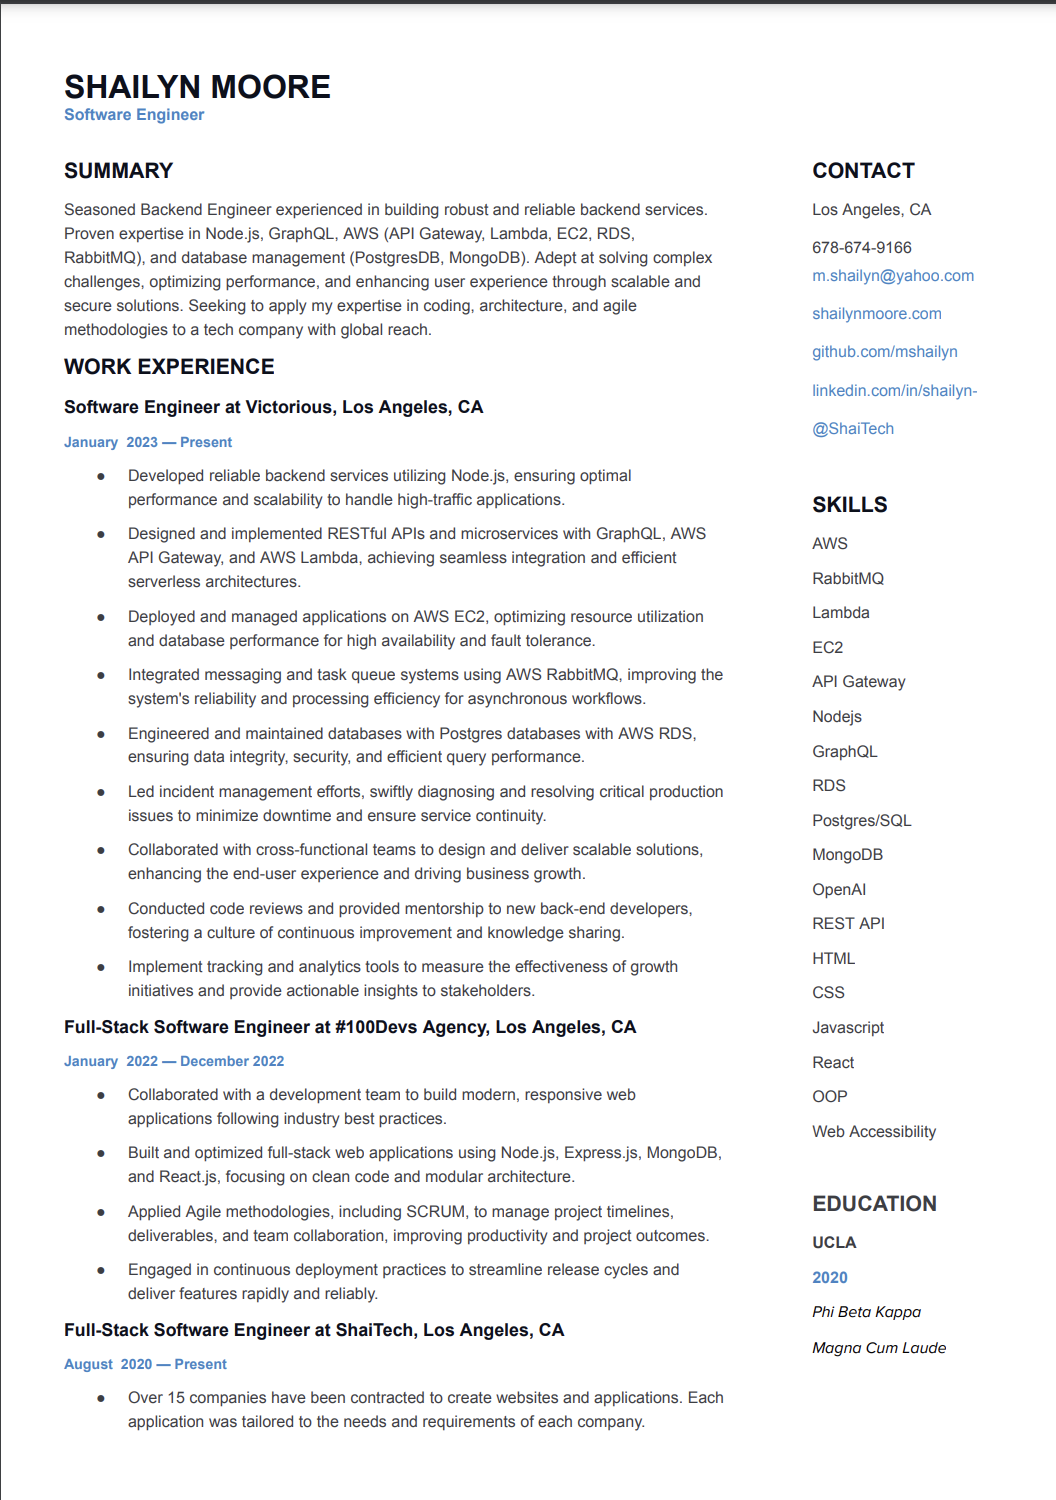 SHAILYN MOORE
Software Engineer
SUMMARY
Seasoned Backend Engineer experienced in building robust and reliable backend services.
Proven expertise in Node.js, GraphQL, AWS (API Gateway, Lambda, EC2, RDS,
RabbitMQ), and database management (PostgresDB, MongoDB). Adept at solving complex
challenges, optimizing performance, and enhancing user experience through scalable and
secure solutions. Seeking to apply my expertise in coding, architecture, and agile
methodologies to a tech company with global reach.
WORK EXPERIENCE
Software Engineer at Victorious, Los Angeles, CA
January  2023 — Present
● Developed reliable backend services utilizing Node.js, ensuring optimal
performance and scalability to handle high-traffic applications.
● Designed and implemented RESTful APIs and microservices with GraphQL, AWS
API Gateway, and AWS Lambda, achieving seamless integration and efficient
serverless architectures.
● Deployed and managed applications on AWS EC2, optimizing resource utilization
and database performance for high availability and fault tolerance.
● Integrated messaging and task queue systems using AWS RabbitMQ, improving the
system's reliability and processing efficiency for asynchronous workflows.
● Engineered and maintained databases with Postgres databases with AWS RDS,
ensuring data integrity, security, and efficient query performance.
● Led incident management efforts, swiftly diagnosing and resolving critical production
issues to minimize downtime and ensure service continuity.
● Collaborated with cross-functional teams to design and deliver scalable solutions,
enhancing the end-user experience and driving business growth.
● Conducted code reviews and provided mentorship to new back-end developers,
fostering a culture of continuous improvement and knowledge sharing.
● Implement tracking and analytics tools to measure the effectiveness of growth
initiatives and provide actionable insights to stakeholders.
Full-Stack Software Engineer at #100Devs Agency, Los Angeles, CA
January  2022 — December 2022
● Collaborated with a development team to build modern, responsive web
applications following industry best practices.
● Built and optimized full-stack web applications using Node.js, Express.js, MongoDB,
and React.js, focusing on clean code and modular architecture.
● Applied Agile methodologies, including SCRUM, to manage project timelines,
deliverables, and team collaboration, improving productivity and project outcomes.
● Engaged in continuous deployment practices to streamline release cycles and
deliver features rapidly and reliably.
Full-Stack Software Engineer at ShaiTech, Los Angeles, CA
August  2020 — Present
● Over 15 companies have been contracted to create websites and applications. Each
application was tailored to the needs and requirements of each company.
CONTACT
Los Angeles, CA
678-674-9166
m.shailyn@yahoo.com
shailynmoore.com
github.com/mshailyn
linkedin.com/in/shailyn-
@ShaiTech
SKILLS
AWS
RabbitMQ
Lambda
EC2
API Gateway
Nodejs
GraphQL
RDS
Postgres/SQL
MongoDB
OpenAI
REST API
HTML
CSS
Javascript
React
OOP
Web Accessibility
EDUCATION
UCLA
2020
Phi Beta Kappa
Magna Cum Laude